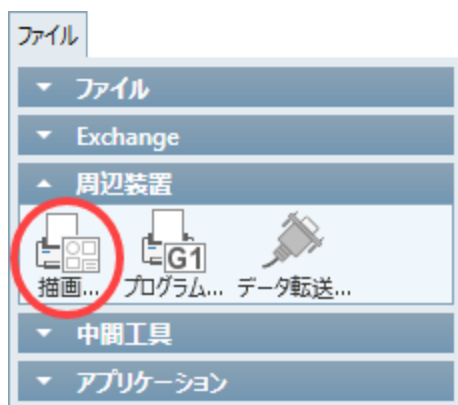 ファイル
ファイル
Exchange
周辺装置
G1
描画... プログラム... データ転送...
中間工具
アプリケーション